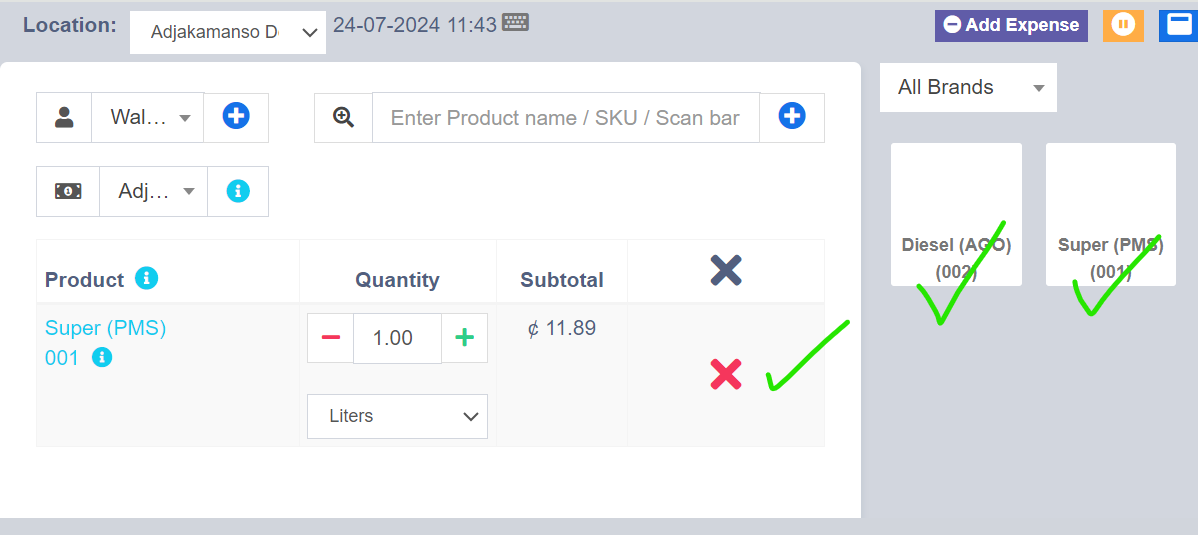 Location:
Adjakamanso D
24-07-2024 11:43
Add Expense
All Brands
Wal...
Enter Product name / SKU / Scan bar
Adj...
Diesel (AGO)
(002)
Super (PMS)
(001)
Product
Quantity
Subtotal
Super (PMS)
001
1.00
₵ 11.89
Liters